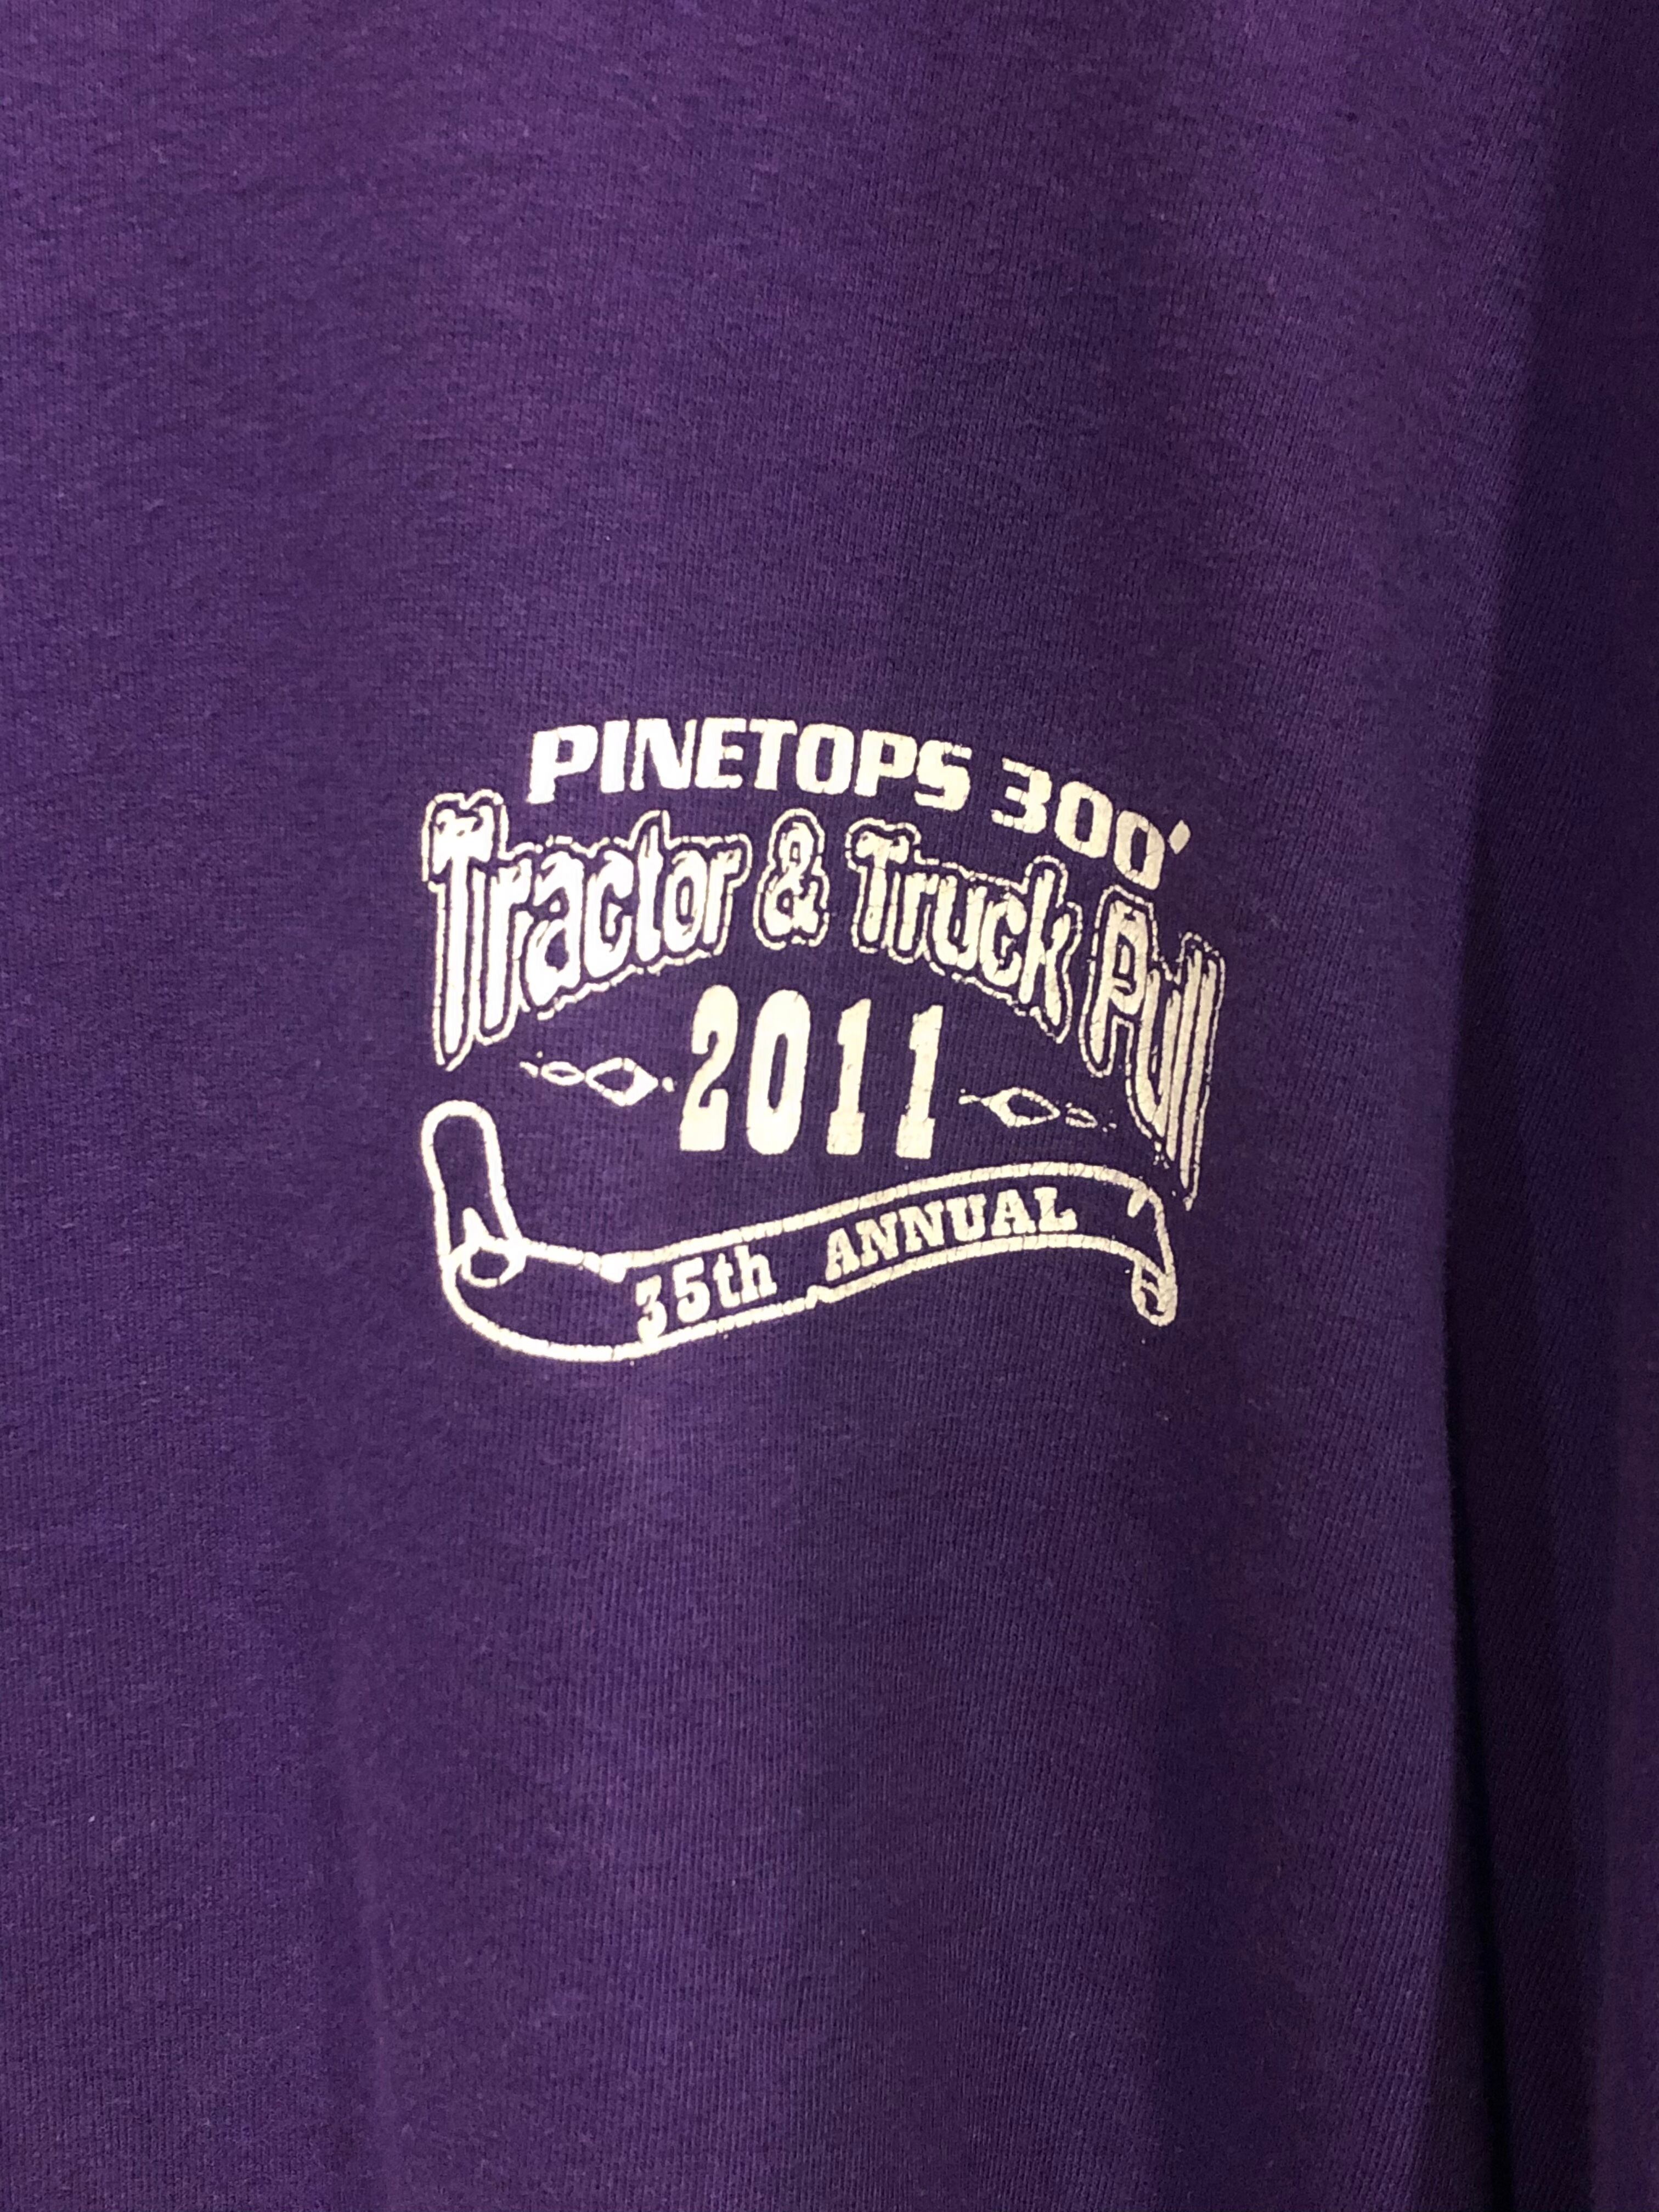 PINETOPS 300'
Tractor & Truck Pull
2011
35th ANNUAL